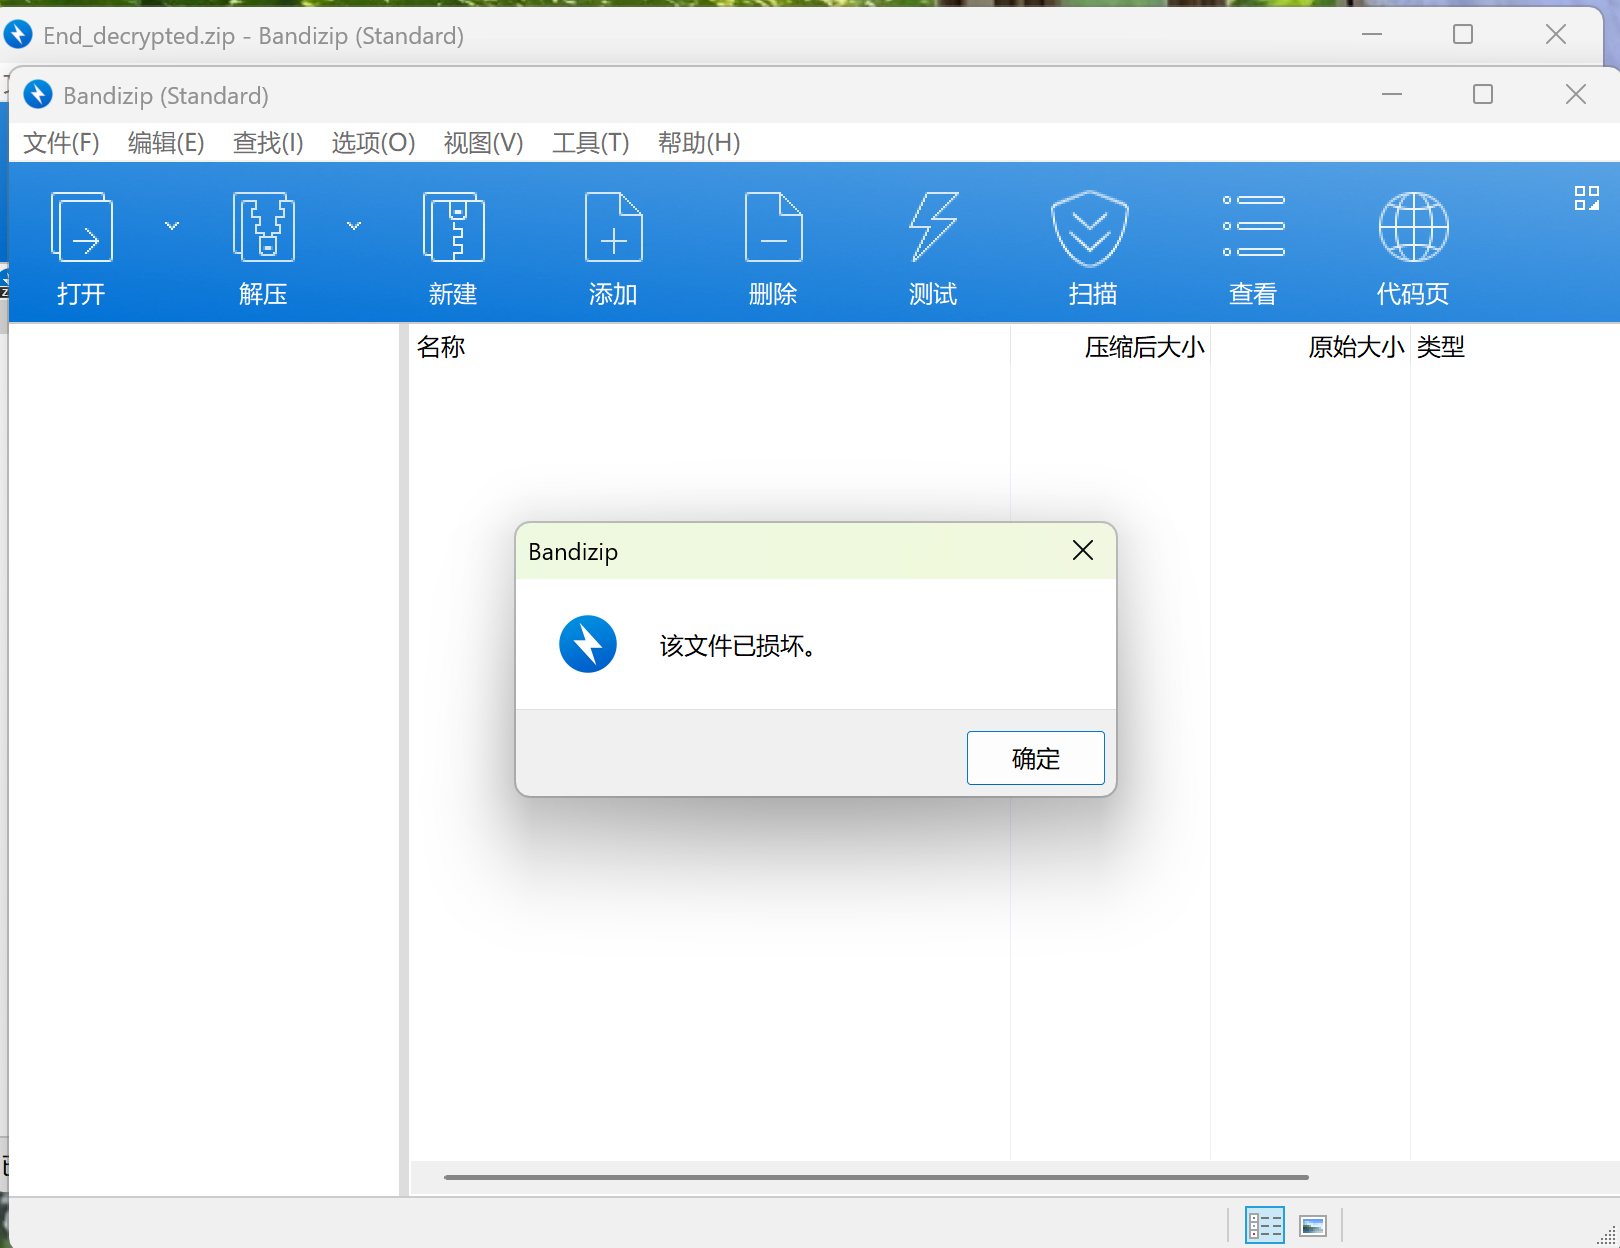 End_decrypted.zip - Bandizip (Standard)
Bandizip (Standard)
文件(F) 编辑(E) 查找(I) 选项(O) 视图(V) 工具(T) 帮助(H)
打开 解压 新建 添加 删除 测试 扫描 查看 代码页
名称 压缩后大小 原始大小 类型
Bandizip
该文件已损坏。
确定